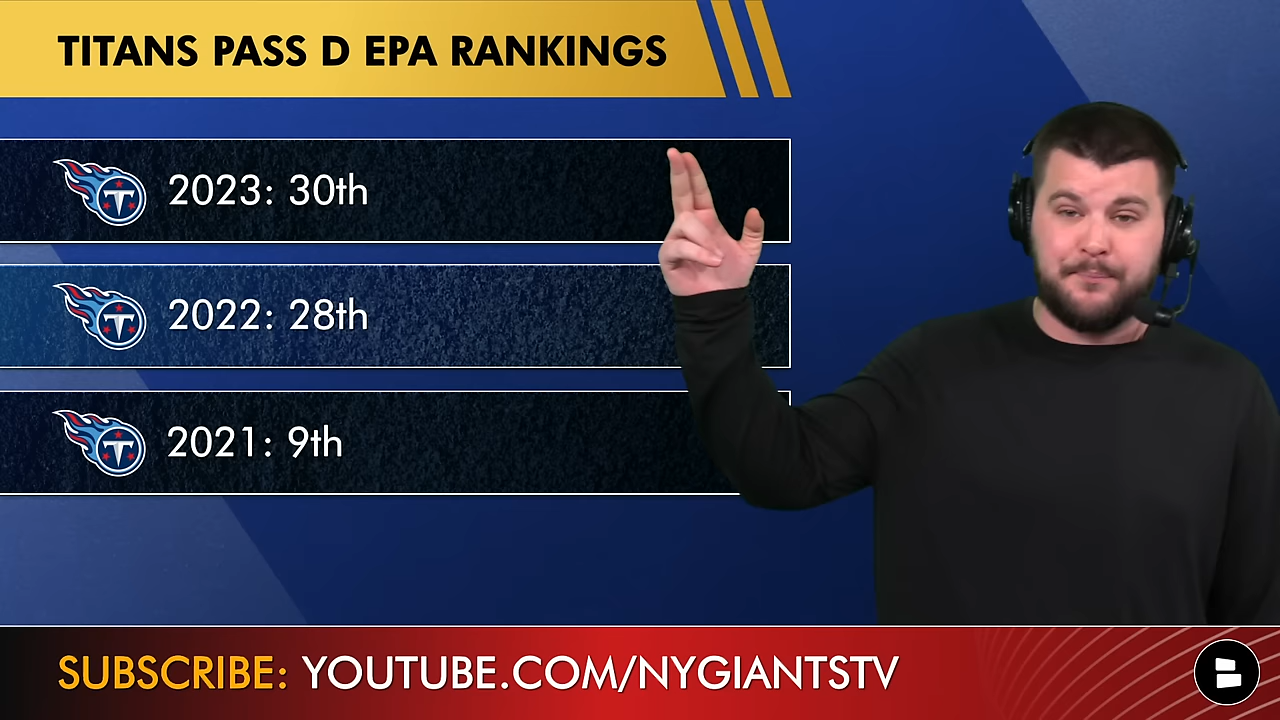 TITANS PASS D EPA RANKINGS
2023: 30th
2022: 28th
2021: 9th
SUBSCRIBE: YOUTUBE.COM/NYGIANTSTV